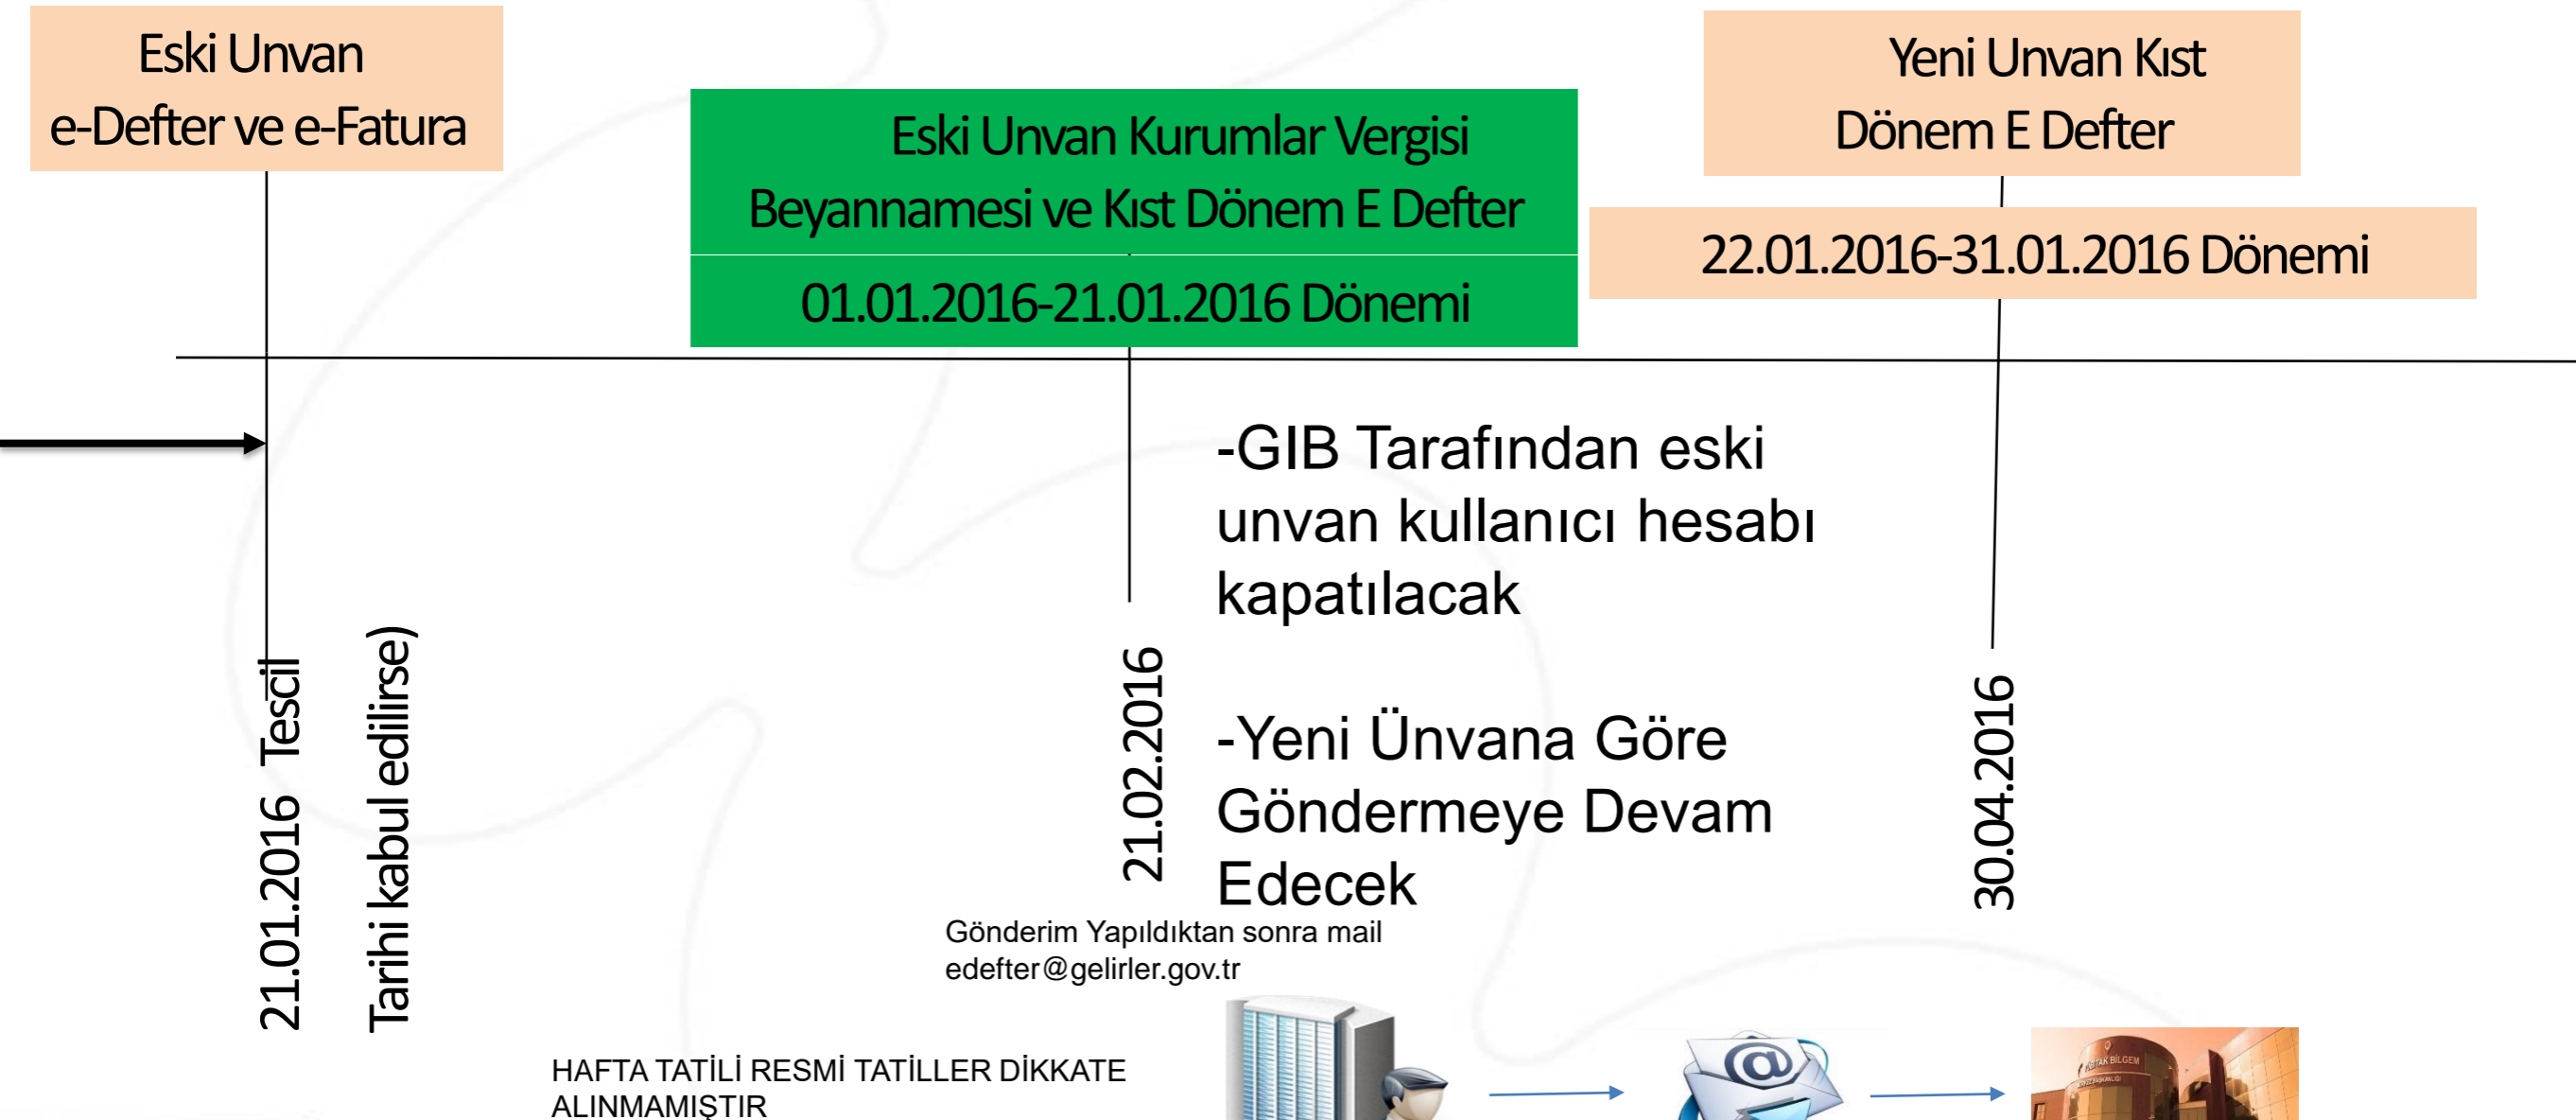 Eski Unvan
e-Defter ve e-Fatura
Eski Unvan Kurumlar Vergisi
Beyannamesi ve Kıst Dönem E Defter
01.01.2016-21.01.2016 Dönemi
Yeni Unvan Kıst
Dönem E Defter
22.01.2016-31.01.2016 Dönemi
21.01.2016 Tescil
Tarihi kabul edilirse)
21.02.2016
-GIB Tarafından eski
unvan kullanıcı hesabı
kapatılacak
-Yeni Ünvana Göre
Göndermeye Devam
Edecek
30.04.2016
Gönderim Yapıldıktan sonra mail
edefter@gelirler.gov.tr
HAFTA TATİLİ RESMİ TATİLLER DİKKATE
ALINMAMIŞTIR
@
BİLGEM